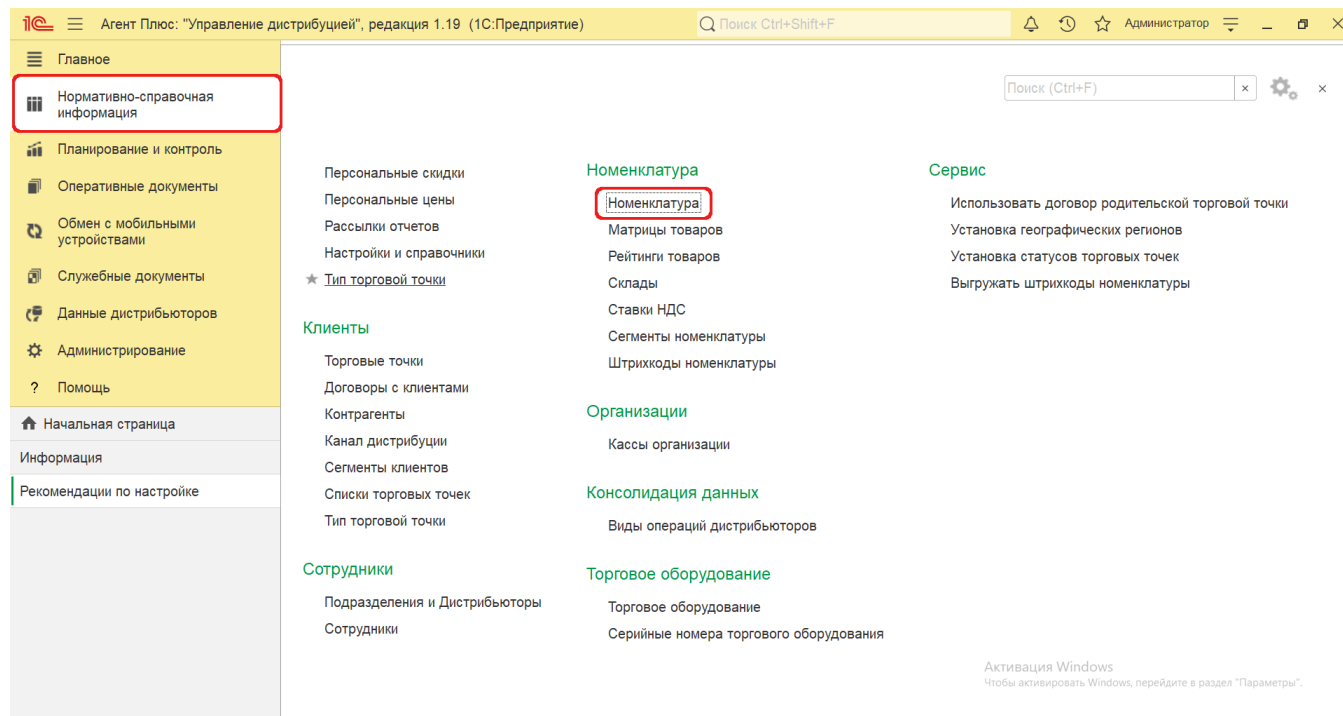 1С Агент Плюс: "Управление дистрибуцией", редакция 1.19 (1С:Предприятие)
Поиск Ctrl+Shift+F
Администратор
Главное
Нормативно-справочная
информация
Планирование и контроль
Оперативные документы
Обмен с мобильными
устройствами
Служебные документы
Данные дистрибьюторов
Администрирование
? Помощь
Начальная страница
Информация
Рекомендации по настройке
Поиск (Ctrl+F)
×
×
Персональные скидки
Персональные цены
Рассылки отчетов
Настройки и справочники
Тип торговой точки
Клиенты
Торговые точки
Договоры с клиентами
Контрагенты
Канал дистрибуции
Сегменты клиентов
Списки торговых точек
Тип торговой точки
Сотрудники
Подразделения и Дистрибьюторы
Сотрудники
Номенклатура
Номенклатура
Матрицы товаров
Рейтинги товаров
Склады
Ставки НДС
Сегменты номенклатуры
Штрихкоды номенклатуры
Организации
Кассы организации
Консолидация данных
Виды операций дистрибьюторов
Торговое оборудование
Торговое оборудование
Серийные номера торгового оборудования
Сервис
Использовать договор родительской торговой точки
Установка географических регионов
Установка статусов торговых точек
Выгружать штрихкоды номенклатуры
Активация Windows
Чтобы активировать Windows, перейдите в раздел "Параметры".